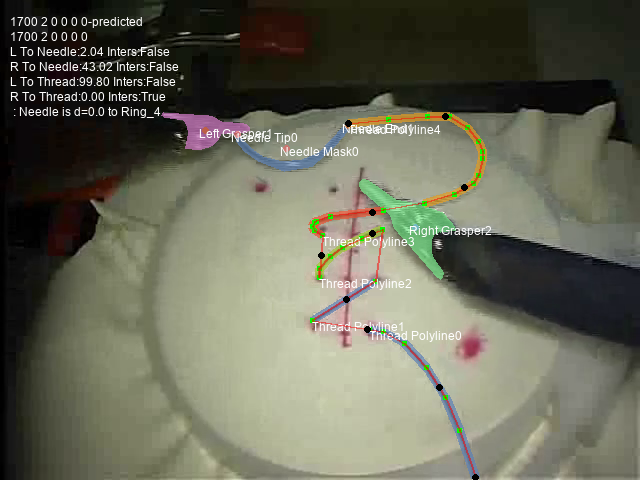 1700 2 0 0 0 0-predicted
1700 2 0 0 0 0
L To Needle:2.04 Inters:False
R To Needle:43.02 Inters:False
L To Thread:99.80 Inters:False
R To Thread:0.00 Inters:True
: Needle is d=0.0 to Ring_4
Left Grasper1
Needle Tip0
Thread Polyline4
Needle Mask0
Right Grasper2
Thread Polyline3
Thread Polyline2
Thread Polyline1
Thread Polyline0